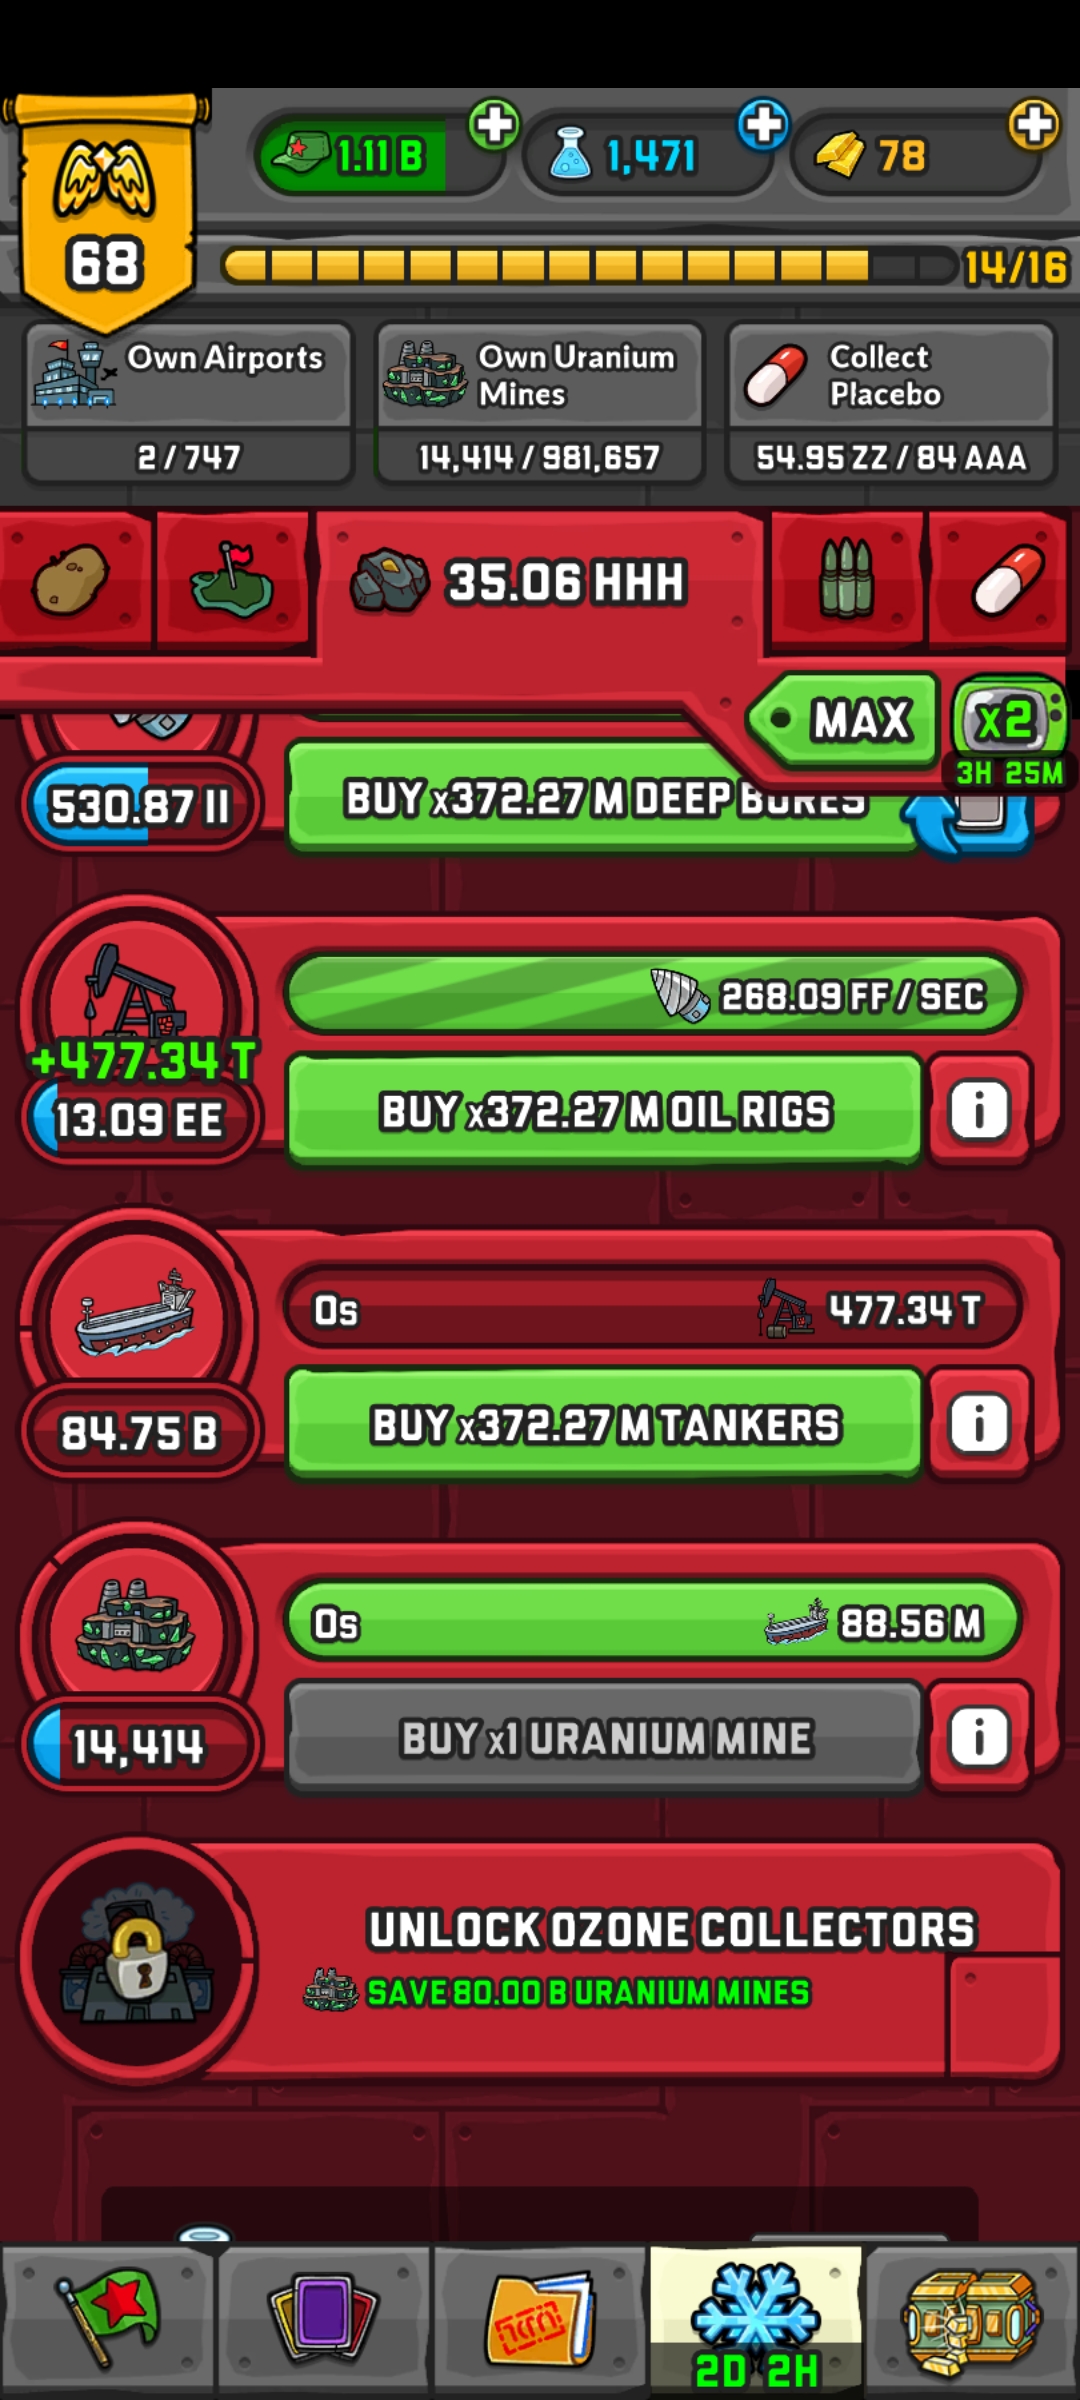 1.11 B
1,471
78
68
14/16
Own Airports
2 / 747
Own Uranium
Mines
14,414 / 981,657
Collect
Placebo
54.95 ZZ / 84 AAA
35.06 HHH
MAX
x2
3H 25M
530.87 II
BUY x372.27 M DEEP BORES
268.09 FF / SEC
+477.34 T
13.09 EE
BUY x372.27 M OIL RIGS
i
0s
477.34 T
84.75 B
BUY x372.27 M TANKERS
i
0s
88.56 M
14,414
BUY x1 URANIUM MINE
i
UNLOCK OZONE COLLECTORS
SAVE 80.00 B URANIUM MINES
2D 2H